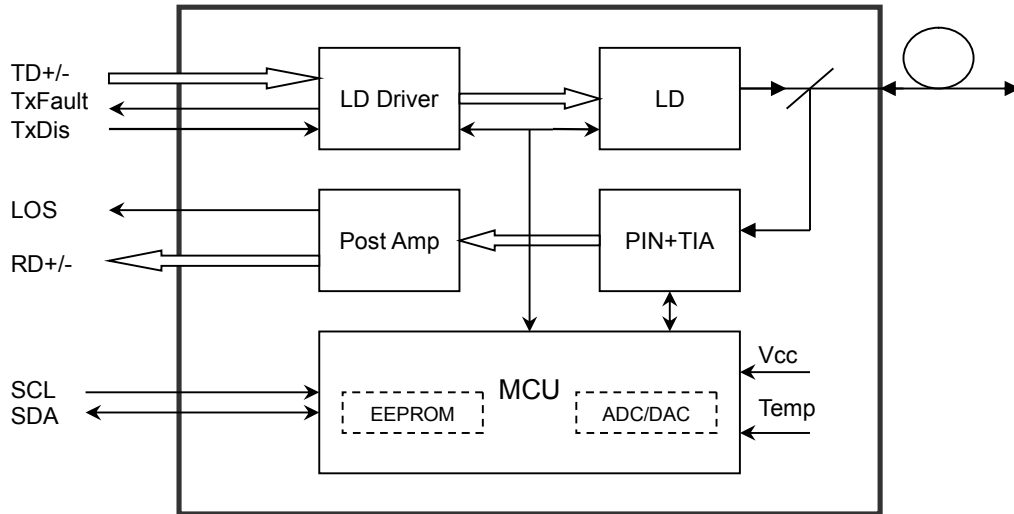 TD+/-
TxFault
TxDis
LD Driver
LD
LOS
RD+/-
Post Amp
PIN+TIA
SCL
SDA
MCU
EEPROM
ADC/DAC
Vcc
Temp